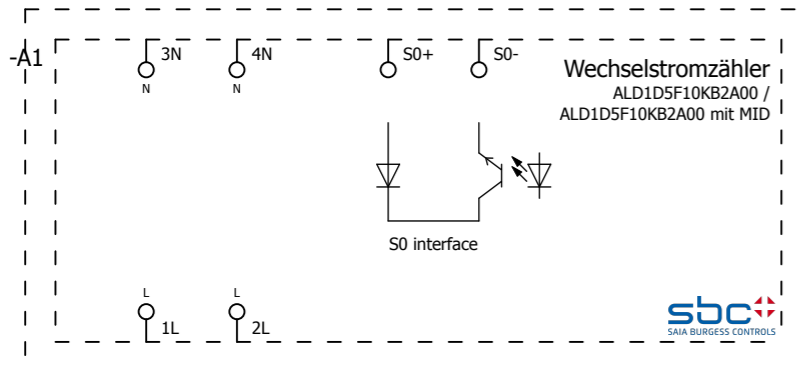 -A1
3N
4N
S0+
S0-
N
N
Wechselstromzähler
ALD1D5F10KB2A00 /
ALD1D5F10KB2A00 mit MID
S0 interface
L
L
1L
2L
sbc
SAIA BURGESS CONTROLS